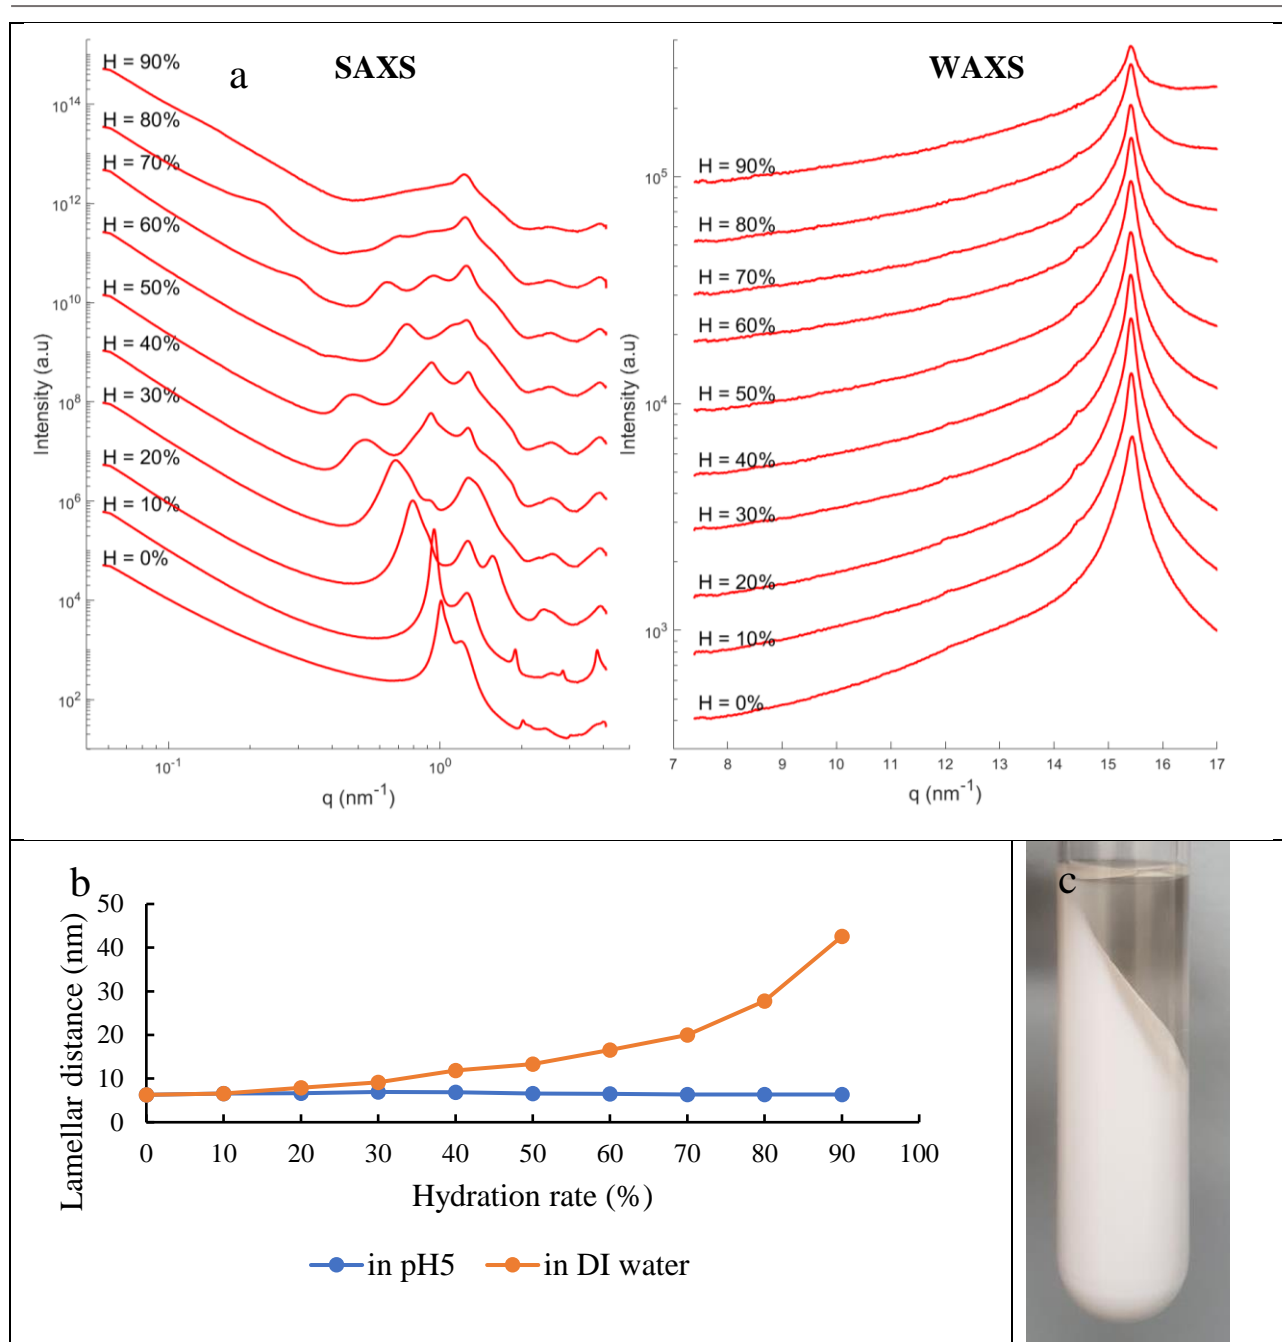 a
SAXS
H = 90%
H = 80%
H = 70%
H = 60%
H = 50%
H = 40%
H = 30%
H = 20%
H = 10%
H = 0%
10^14
10^12
10^10
10^8
10^6
10^4
10^2
Intensity (a.u)
10^-1
10^0
q (nm^-1)
WAXS
H = 90%
H = 80%
H = 70%
H = 60%
H = 50%
H = 40%
H = 30%
H = 20%
H = 10%
H = 0%
10^5
10^4
10^3
Intensity (a.u)
7 8 9 10 11 12 13 14 15 16 17
q (nm^-1)
b
50
40
30
20
10
0
Lamellar distance (nm)
0 10 20 30 40 50 60 70 80 90 100
Hydration rate (%)
in pH5
in DI water
c